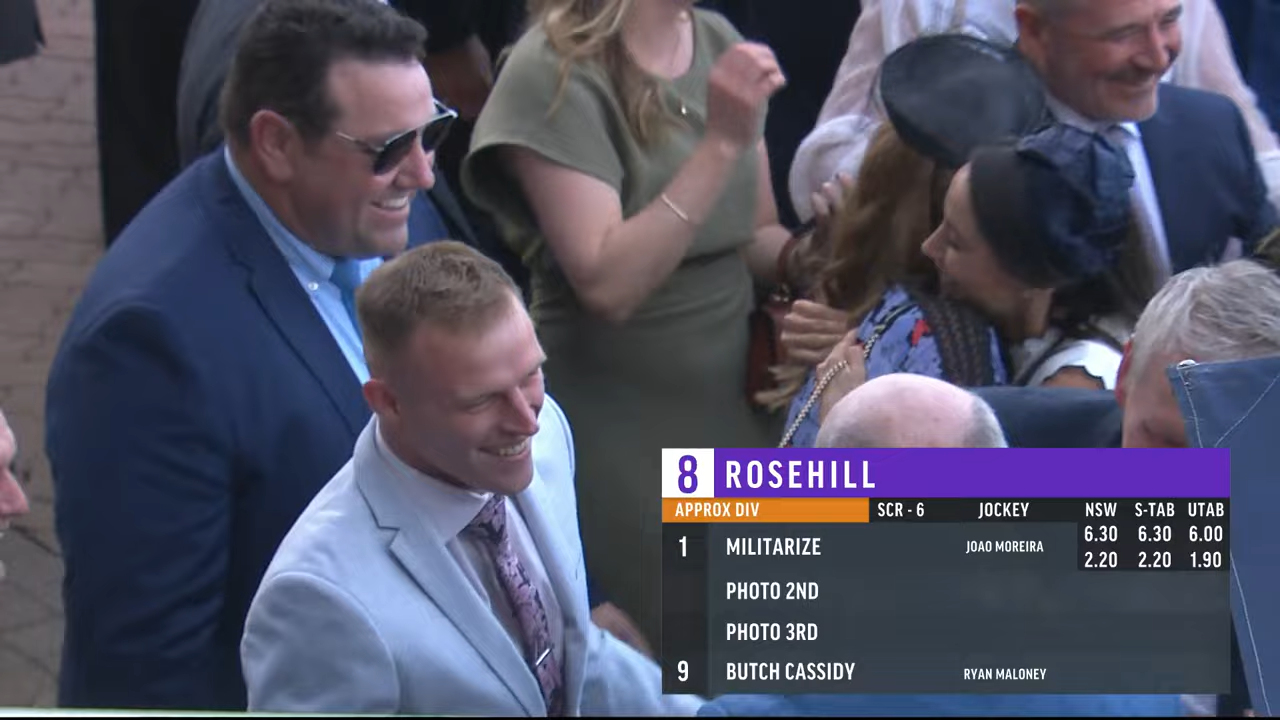 8 ROSEHILL
APPROX DIV SCR - 6 JOCKEY NSW S-TAB UTAB
1 MILITARIZE JOAO MOREIRA 6.30 6.30 6.00
2.20 2.20 1.90
PHOTO 2ND
PHOTO 3RD
9 BUTCH CASSIDY RYAN MALONEY